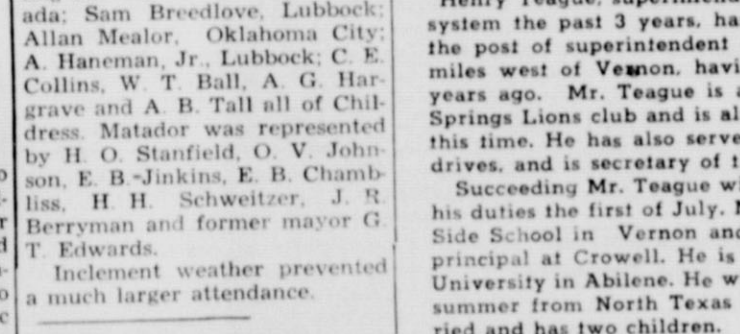 ada; Sam Breedlove, Lubbock;
Allan Mealor, Oklahoma City;
A. Haneman, Jr., Lubbock; C. E.
Collins, W. T. Ball, A. G. Har-
grave and A. B. Tall all of Chil-
dress. Matador was represented
by H. O. Stanfield, O. V. John-
son, E. B.-Jinkins, E. B. Chamb-
liss, H. H. Schweitzer, J. R.
Berryman and former mayor G.
T. Edwards.
Inclement weather prevented
a much larger attendance.
Henry Teague,
system the past 3 years, ha
the post of superintendent
miles west of Vernon, havi
years ago. Mr. Teague is a
Springs Lions club and is al
this time. He has also serve
drives, and is secretary of t
Succeeding Mr. Teague wi
his duties the first of July.
Side School in Vernon and
principal at Crowell. He is
University in Abilene. He w
summer from North Texas
ried and has two children.